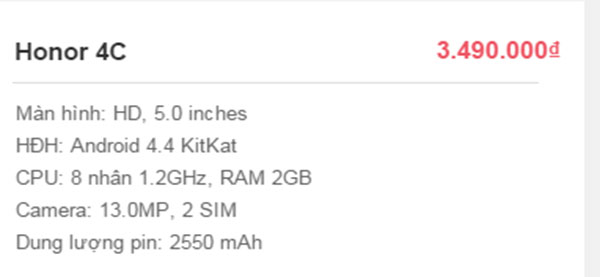 Honor 4C
3.490.000₫
Màn hình: HD, 5.0 inches
HĐH: Android 4.4 KitKat
CPU: 8 nhân 1.2GHz, RAM 2GB
Camera: 13.0MP, 2 SIM
Dung lượng pin: 2550 mAh